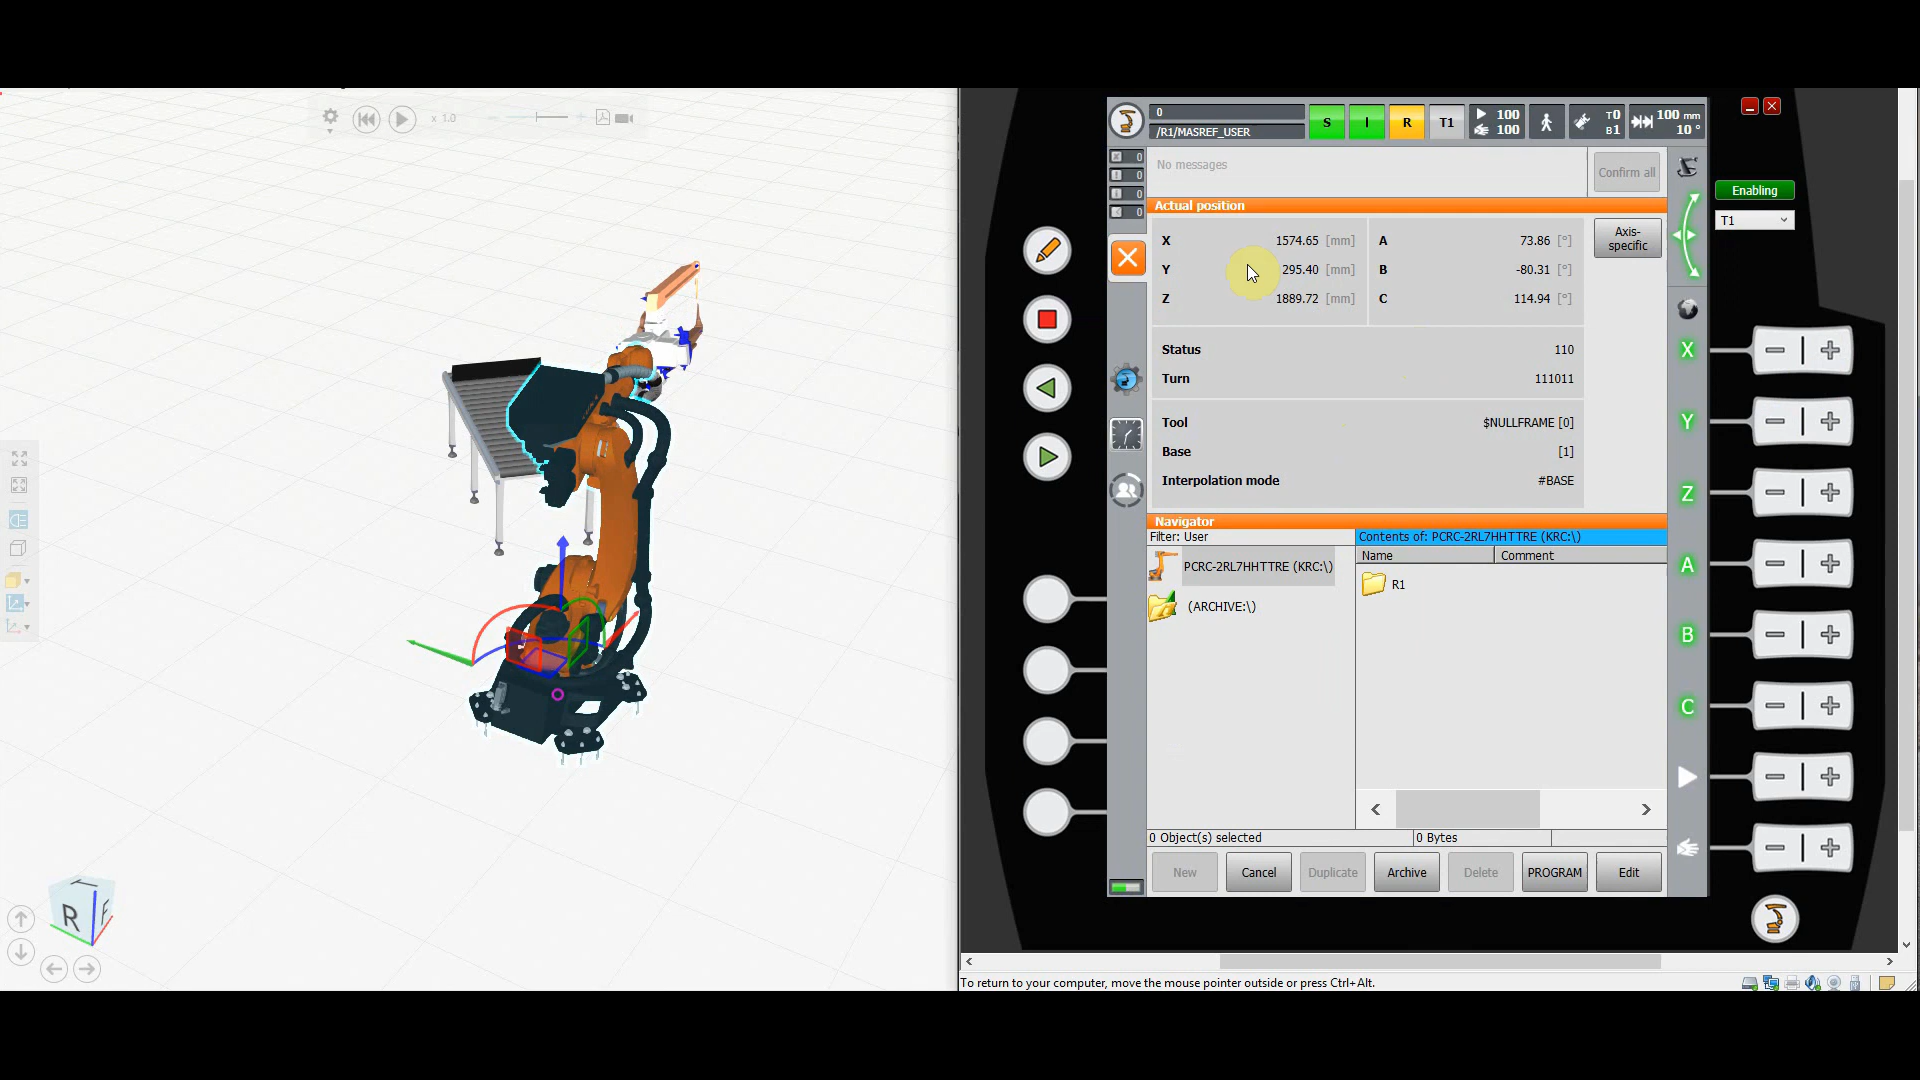 x 1.0
R
F
0
/R1/MASREF_USER
S
I
R
T1
100
100
T0
B1
100 mm
10 °
0
0
0
0
No messages
Confirm all
Enabling
T1
Actual position
X 1574.65 [mm] A 73.86 [°]
Y 295.40 [mm] B -80.31 [°]
Z 1889.72 [mm] C 114.94 [°]
Axis-
specific
Status 110
Turn 111011
Tool $NULLFRAME [0]
Base [1]
Interpolation mode #BASE
Navigator
Filter: User
Contents of: PCRC-2RL7HHTTRE (KRC:\)
Name Comment
PCRC-2RL7HHTTRE (KRC:\)
(ARCHIVE:\)
R1
X
Y
Z
A
B
C
0 Object(s) selected
0 Bytes
New
Cancel
Duplicate
Archive
Delete
PROGRAM
Edit
To return to your computer, move the mouse pointer outside or press Ctrl+Alt.